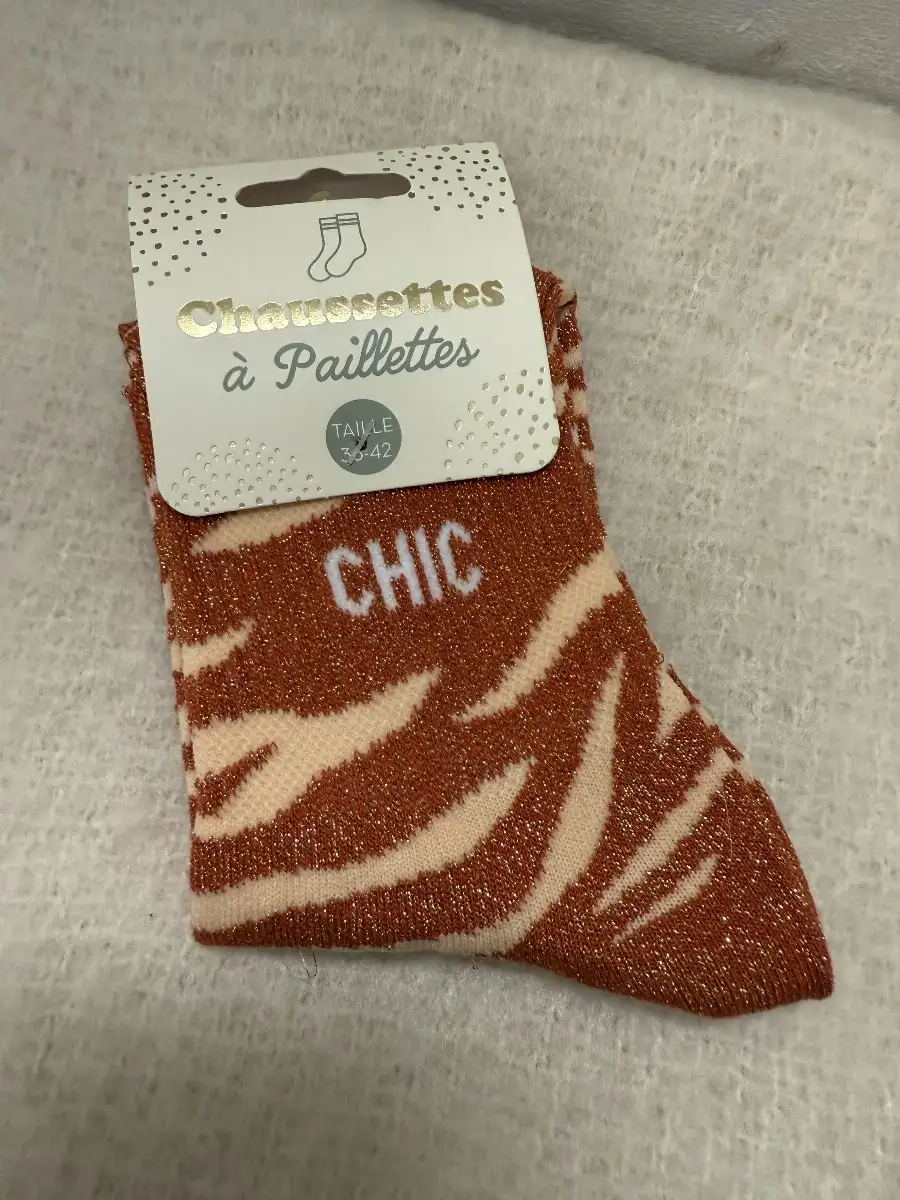 Chaussettes
à Paillettes
TAILLE
36-42
CHIC